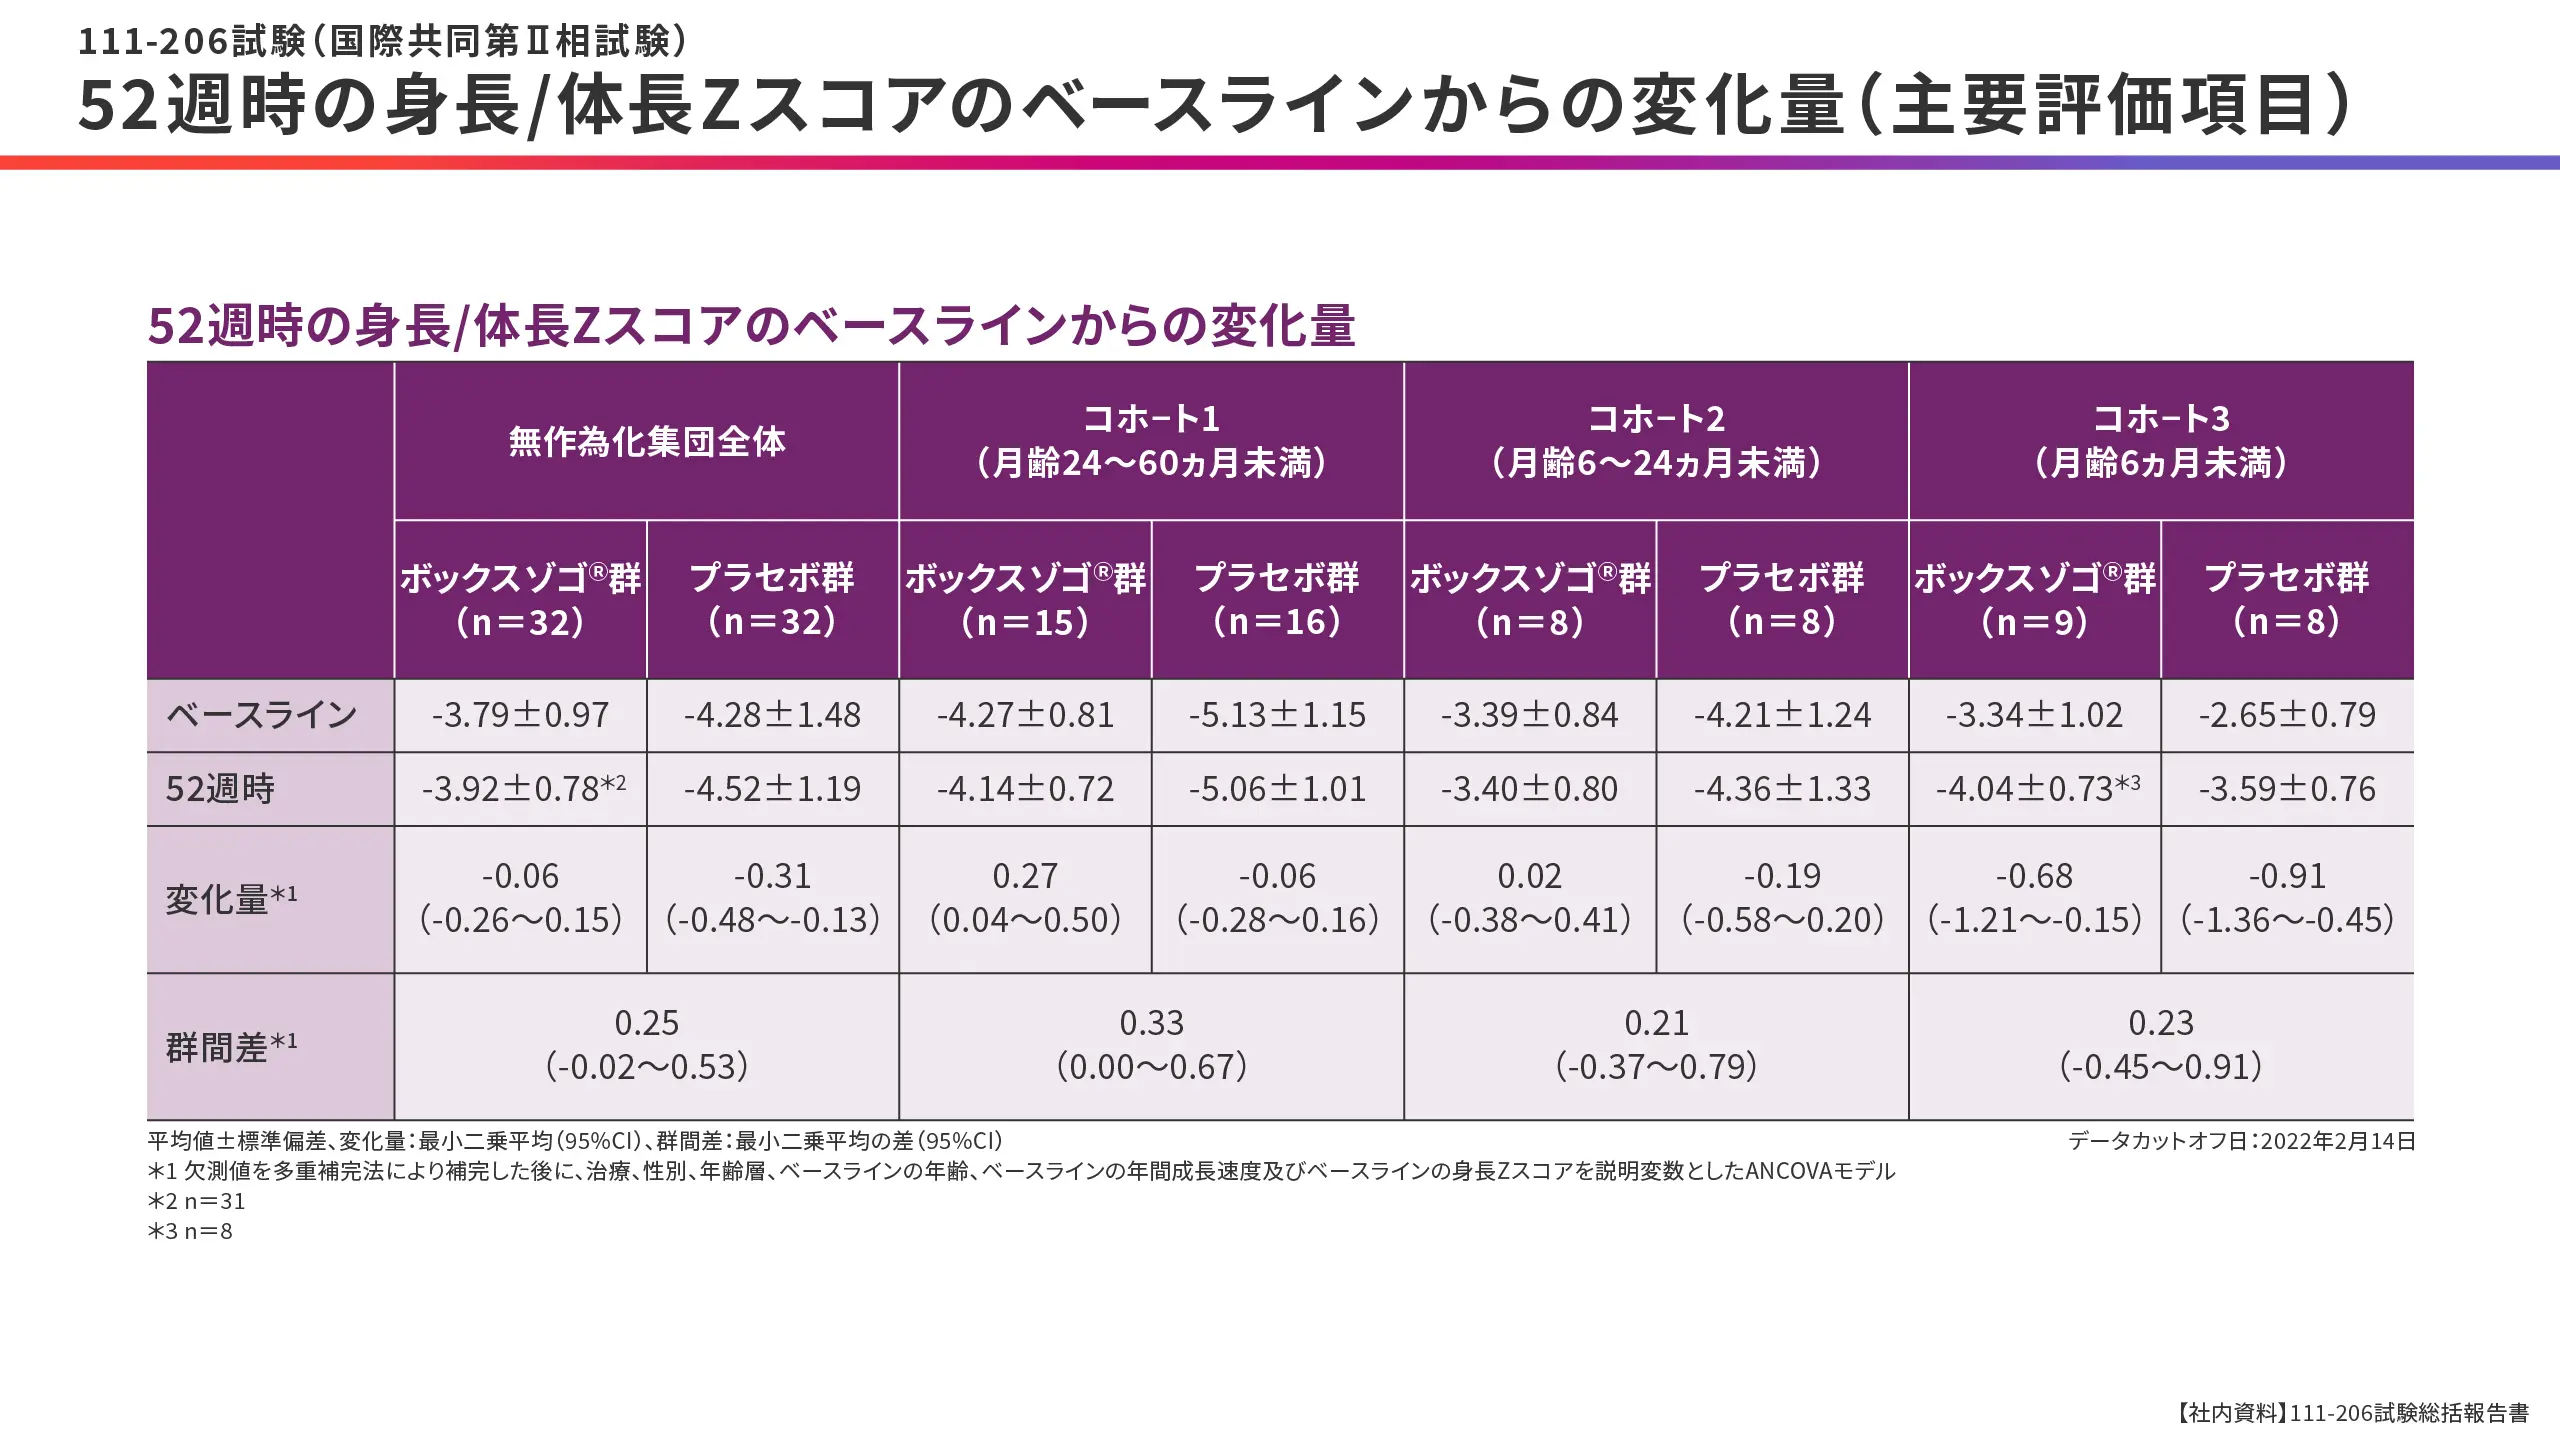 111-206試験（国際共同第Ⅱ相試験）
52週時の身長/体長Zスコアのベースラインからの変化量（主要評価項目）
52週時の身長/体長Zスコアのベースラインからの変化量
無作為化集団全体
コホート1
（月齢24～60ヵ月未満）
コホート2
（月齢6～24ヵ月未満）
コホート3
（月齢6ヵ月未満）
ボックスゾゴ®群
（n＝32）
プラセボ群
（n＝32）
ボックスゾゴ®群
（n＝15）
プラセボ群
（n＝16）
ボックスゾゴ®群
（n＝8）
プラセボ群
（n＝8）
ボックスゾゴ®群
（n＝9）
プラセボ群
（n＝8）
ベースライン -3.79±0.97 -4.28±1.48 -4.27±0.81 -5.13±1.15 -3.39±0.84 -4.21±1.24 -3.34±1.02 -2.65±0.79
52週時 -3.92±0.78＊2 -4.52±1.19 -4.14±0.72 -5.06±1.01 -3.40±0.80 -4.36±1.33 -4.04±0.73＊3 -3.59±0.76
変化量＊1
-0.06
（-0.26～0.15）
-0.31
（-0.48～-0.13）
0.27
（0.04～0.50）
-0.06
（-0.28～0.16）
0.02
（-0.38～0.41）
-0.19
（-0.58～0.20）
-0.68
（-1.21～-0.15）
-0.91
（-1.36～-0.45）
群間差＊1
0.25
（-0.02～0.53）
0.33
（0.00～0.67）
0.21
（-0.37～0.79）
0.23
（-0.45～0.91）
平均値±標準偏差、変化量：最小二乗平均（95%CI）、群間差：最小二乗平均の差（95%CI）
データカットオフ日：2022年2月14日
＊1 欠測値を多重補完法により補完した後に、治療、性別、年齢層、ベースラインの年齢、ベースラインの年間成長速度及びベースラインの身長Zスコアを説明変数としたANCOVAモデル
＊2 n＝31
＊3 n＝8
【社内資料】111-206試験総括報告書